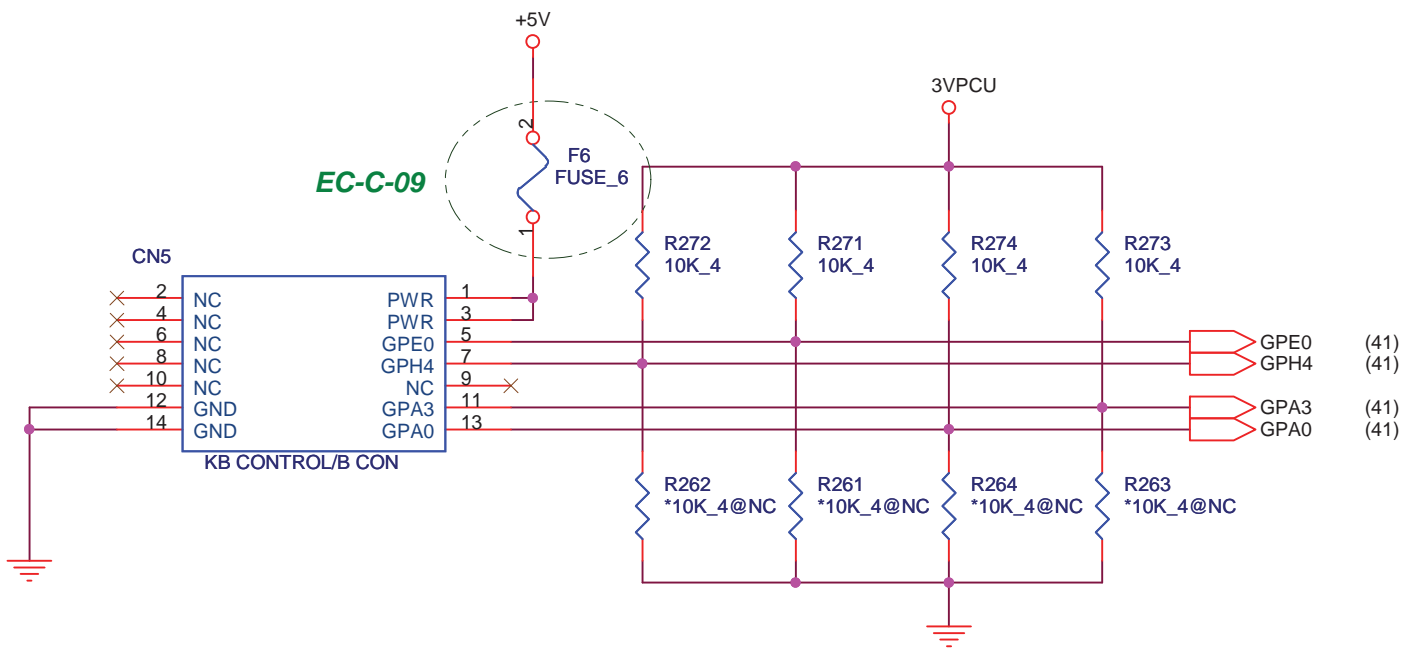 +5V
3VPCU
2
F6
FUSE_6
EC-C-09
1
R272
10K_4
R271
10K_4
R274
10K_4
R273
10K_4
CN5
2 NC PWR 1
4 NC PWR 3
6 NC GPE0 5
8 NC GPH4 7
10 NC NC 9
12 GND GPA3 11
14 GND GPA0 13
KB CONTROL/B CON
GPE0 (41)
GPH4 (41)
GPA3 (41)
GPA0 (41)
R262
*10K_4@NC
R261
*10K_4@NC
R264
*10K_4@NC
R263
*10K_4@NC